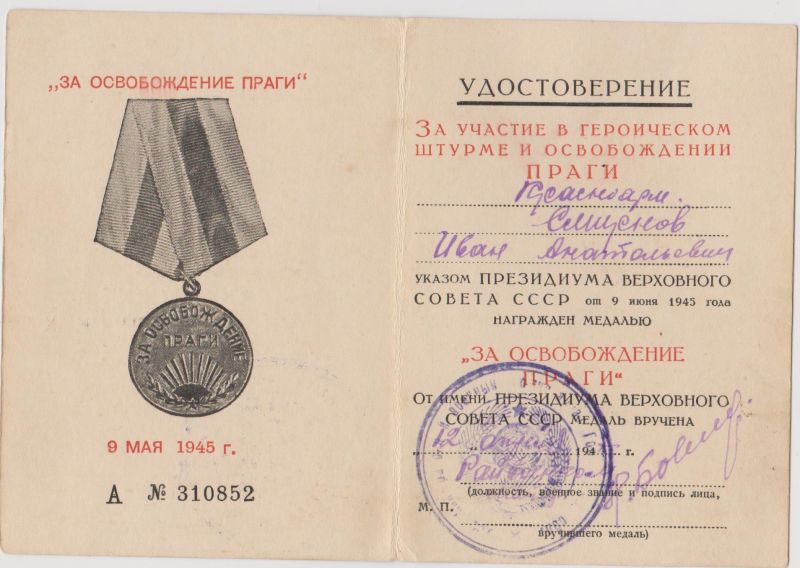 „ЗА ОСВОБОЖДЕНИЕ ПРАГИ“
ЗА ОСВОБОЖДЕНИЕ
ПРАГИ
9 МАЯ 1945 г.
А № 310852
УДОСТОВЕРЕНИЕ
ЗА УЧАСТИЕ В ГЕРОИЧЕСКОМ
ШТУРМЕ И ОСВОБОЖДЕНИИ
ПРАГИ
Красноарм.
Смирнов
Иван Анатольевич
УКАЗОМ ПРЕЗИДИУМА ВЕРХОВНОГО
СОВЕТА СССР от 9 июня 1945 года
НАГРАЖДЕН МЕДАЛЬЮ
„ЗА ОСВОБОЖДЕНИЕ
ПРАГИ“
От имени ПРЕЗИДИУМА ВЕРХОВНОГО
СОВЕТА СССР МЕДАЛЬ ВРУЧЕНА
12 194 г.
(должность, военное звание и подпись лица,
М. П.
вручившего медаль)